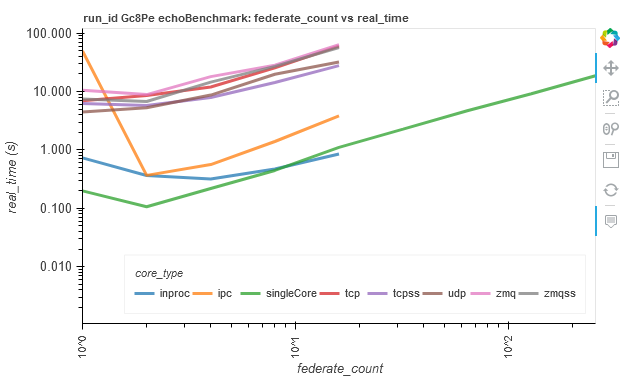 run_id Gc8Pe echoBenchmark: federate_count vs real_time
100.000
10.000
1.000
0.100
0.010
real_time (s)
core_type
inproc ipc singleCore tcp tcpss udp zmq zmqss
10^0 10^1 10^2
federate_count